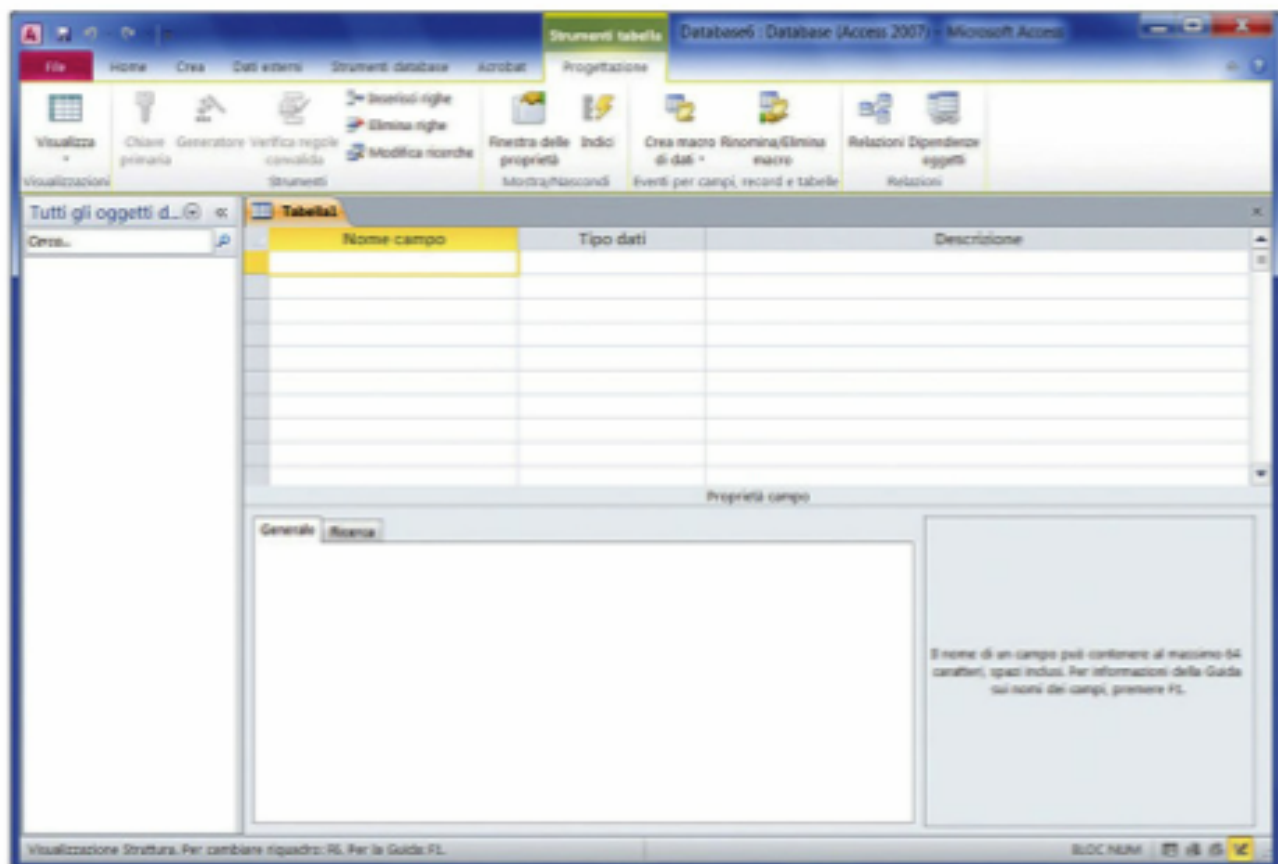 Strumenti tabella Database6 : Database (Access 2007) - Microsoft Access
File Home Crea Dati esterni Strumenti database Acrobat Progettazione
Visualizza
Chiave primaria
Generatore
Verifica regole convalida
Inserisci righe
Elimina righe
Modifica ricerche
Finestra delle proprietà
Indici
Crea macro di dati
Rinomina/Elimina macro
Relazioni
Dipendenze oggetti
Visualizzazioni Strumenti Mostra/Nascondi Eventi per campi, record e tabelle Relazioni
Tutti gli oggetti d...
Cerca...
Tabella1
Nome campo Tipo dati Descrizione
Proprietà campo
Generale Ricerca
Il nome di un campo può contenere al massimo 64
caratteri, spazi inclusi. Per informazioni della Guida
sui nomi dei campi, premere F1.
Visualizzazione Struttura. Per cambiare riquadro: F6. Per la Guida: F1. BLOC NUM